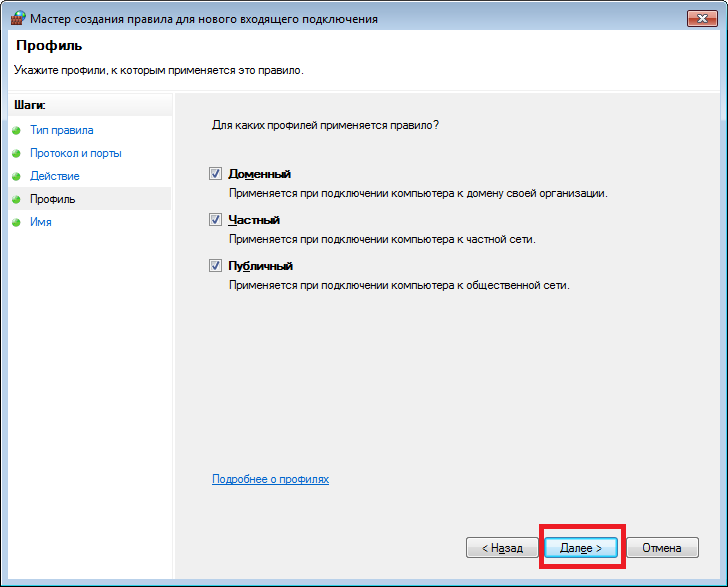 Мастер создания правила для нового входящего подключения
Профиль
Укажите профили, к которым применяется это правило.
Шаги:
Тип правила
Протокол и порты
Действие
Профиль
Имя
Для каких профилей применяется правило?
Доменный
Применяется при подключении компьютера к домену своей организации.
Частный
Применяется при подключении компьютера к частной сети.
Публичный
Применяется при подключении компьютера к общественной сети.
Подробнее о профилях
< Назад
Далее >
Отмена